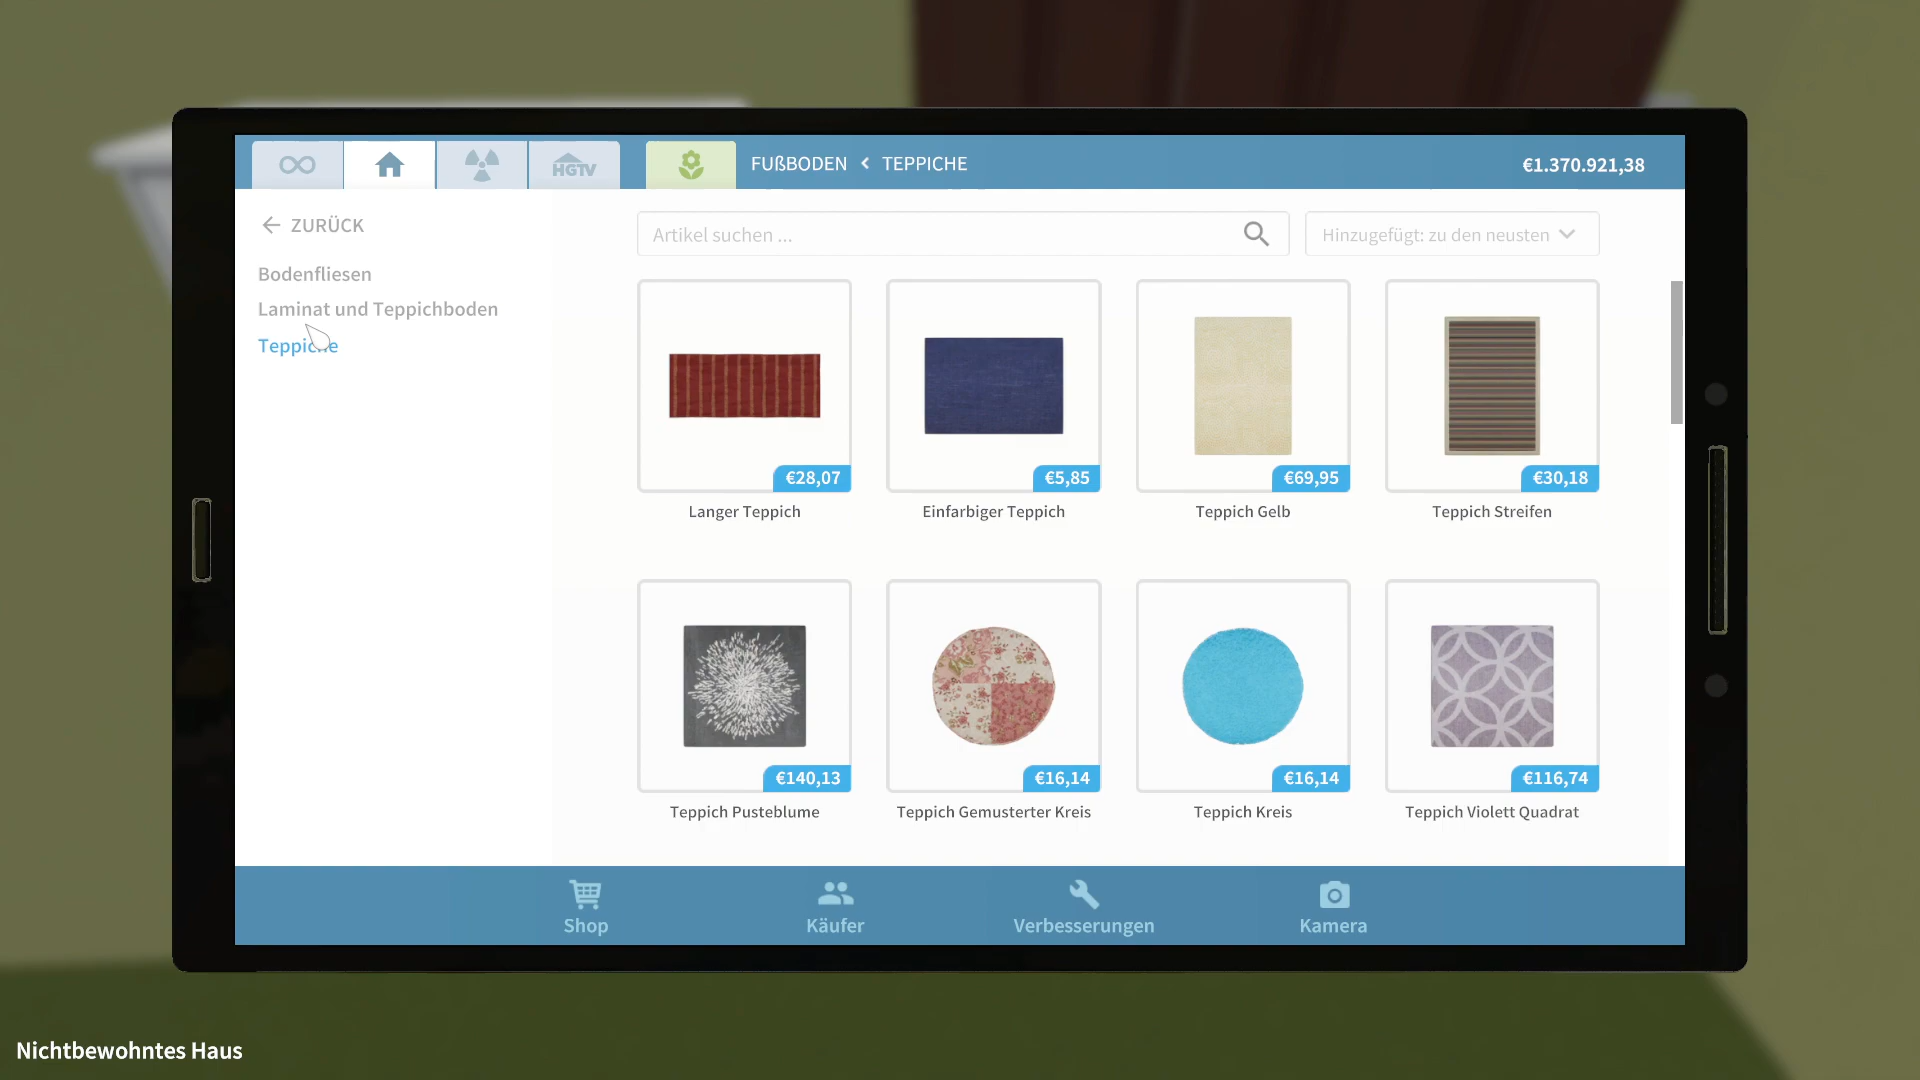 HGTV
FUßBODEN < TEPPICHE
€1.370.921,38
ZURÜCK
Bodenfliesen
Laminat und Teppichboden
Teppiche
Artikel suchen ...
Hinzugefügt: zu den neusten
€28,07
€5,85
€69,95
€30,18
Langer Teppich
Einfarbiger Teppich
Teppich Gelb
Teppich Streifen
€140,13
€16,14
€16,14
€116,74
Teppich Pusteblume
Teppich Gemusterter Kreis
Teppich Kreis
Teppich Violett Quadrat
Shop
Käufer
Verbesserungen
Kamera
Nichtbewohntes Haus